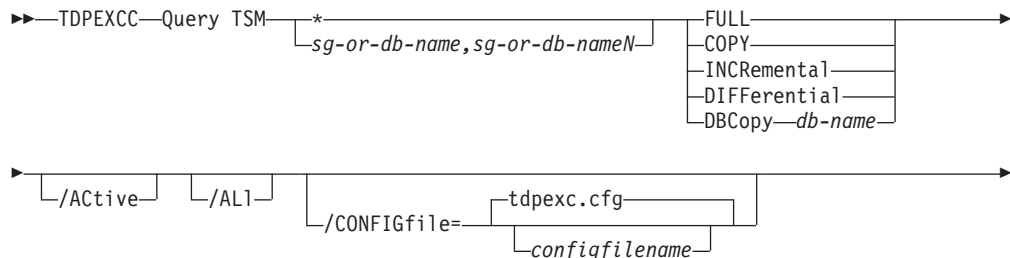 TDPEXCC Query TSM * FULL
sg-or-db-name,sg-or-db-nameN COPY
INCRemental
DIFFerential
DBCopy db-name
/ACtive /ALl /CONFIGfile= tdpexc.cfg
configfilename